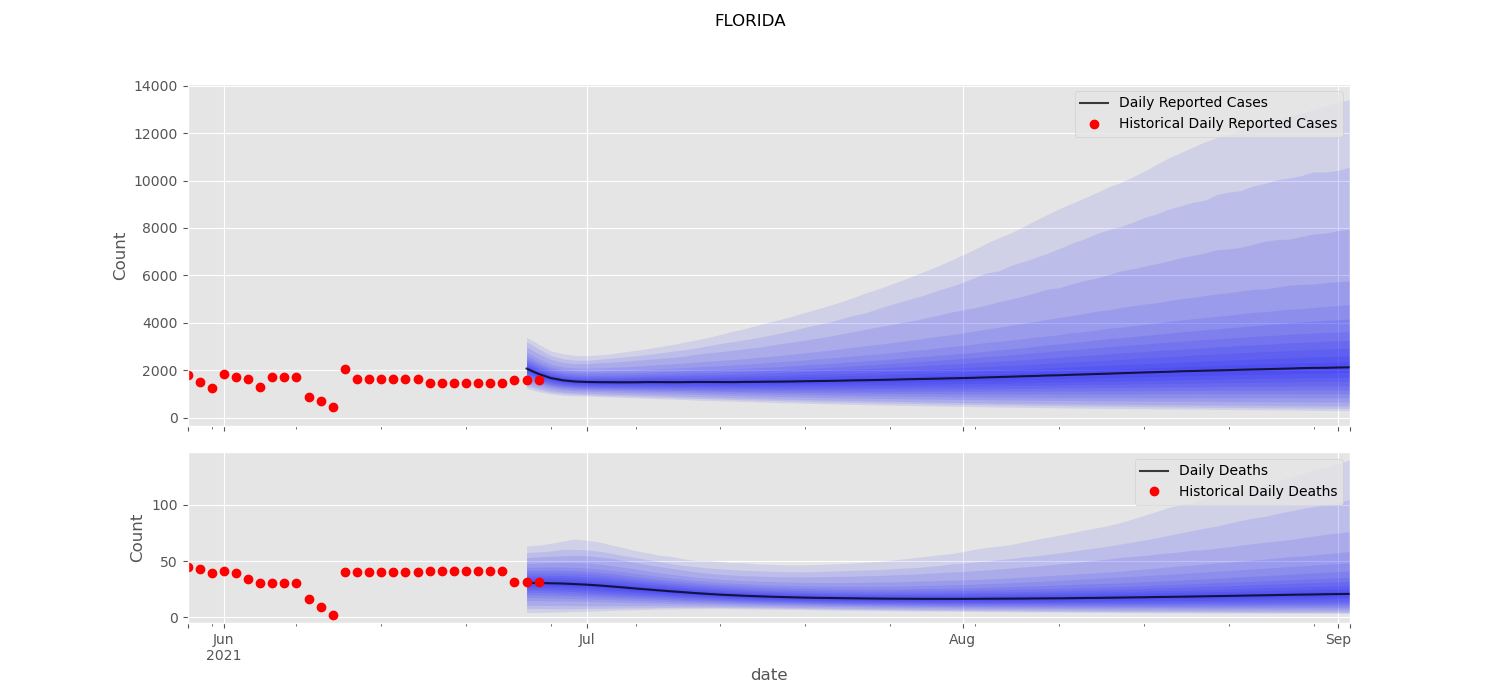 FLORIDA
14000
12000
10000
8000
6000
4000
2000
0
Count
Daily Reported Cases
Historical Daily Reported Cases
100
50
0
Count
Daily Deaths
Historical Daily Deaths
Jun
2021
Jul
Aug
Sep
date